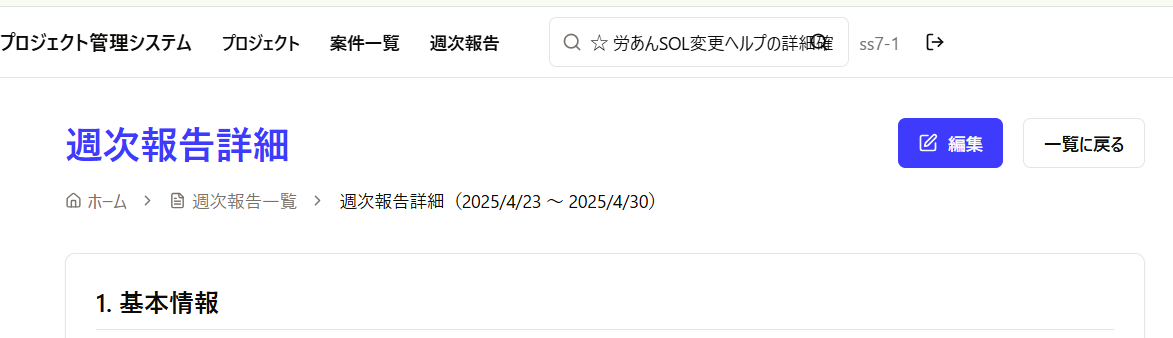 プロジェクト管理システム プロジェクト 案件一覧 週次報告 ☆ 労あんSOL変更ヘルプの詳細確 ss7-1
週次報告詳細 編集 一覧に戻る
ホーム > 週次報告一覧 > 週次報告詳細（2025/4/23 ～ 2025/4/30）
1. 基本情報